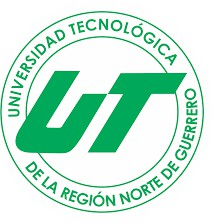 UNIVERSIDAD TECNOLÓGICA
UT
DE LA REGIÓN NORTE DE GUERRERO